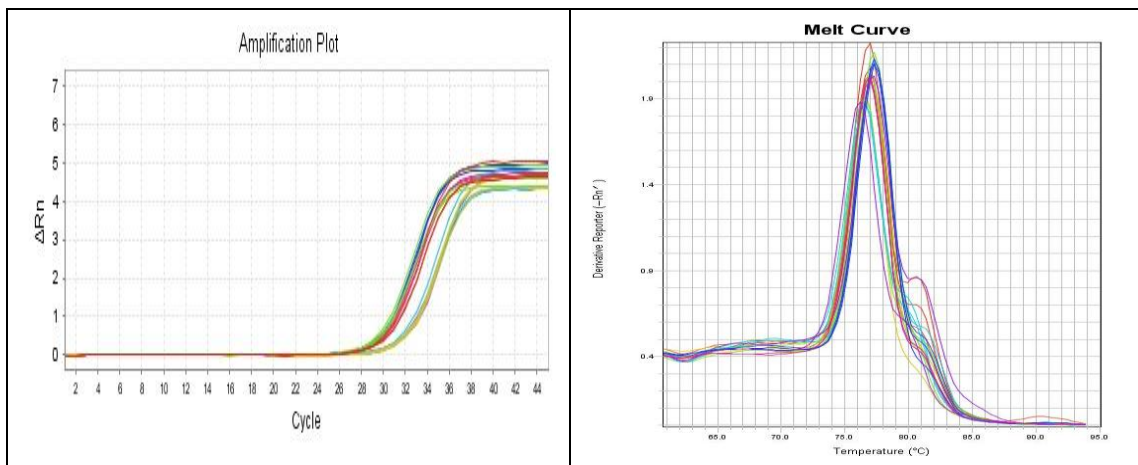 Amplification Plot
7
6
5
4
3
2
1
0
ΔRn
2 4 6 8 10 12 14 16 18 20 22 24 26 28 30 32 34 36 38 40 42 44
Cycle
Melt Curve
1.9
1.4
0.9
0.4
Derivative Reporter (-Rn')
65.0 70.0 75.0 80.0 85.0 90.0 95.0
Temperature (°C)